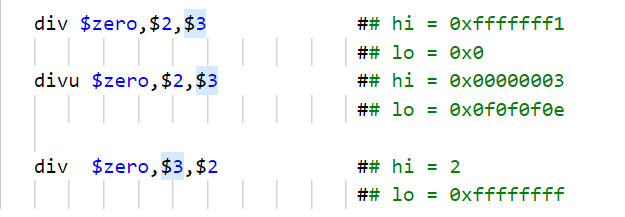 div $zero,$2,$3 ## hi = 0xfffffff1
## lo = 0x0
divu $zero,$2,$3 ## hi = 0x00000003
## lo = 0x0f0f0f0e
div $zero,$3,$2 ## hi = 2
## lo = 0xffffffff